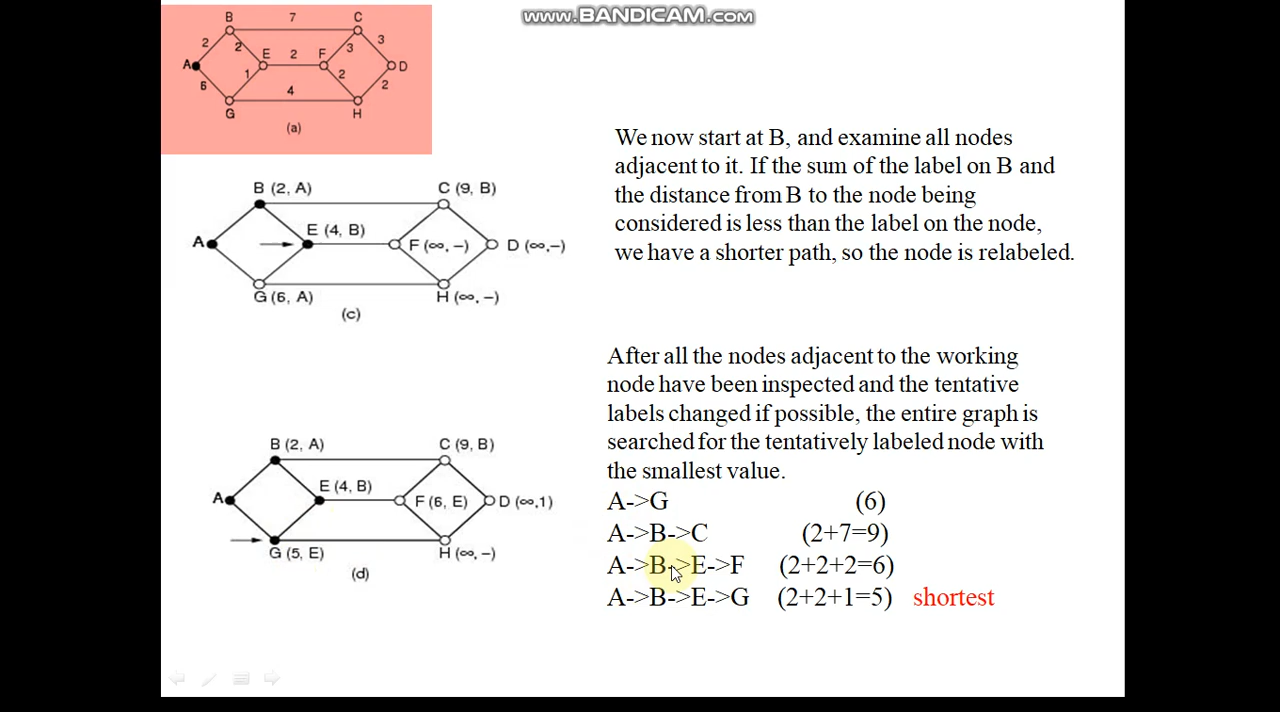 www.BANDICAM.com
B 7 C
2 2 3 3
A E 2 F D
6 1 2 2
4
G H
(a)
We now start at B, and examine all nodes
adjacent to it. If the sum of the label on B and
the distance from B to the node being
considered is less than the label on the node,
we have a shorter path, so the node is relabeled.
B (2, A) C (9, B)
E (4, B)
A F (∞, –) D (∞,–)
G (6, A) H (∞, –)
(c)
After all the nodes adjacent to the working
node have been inspected and the tentative
labels changed if possible, the entire graph is
searched for the tentatively labeled node with
the smallest value.
A->G (6)
A->B->C (2+7=9)
A->B->E->F (2+2+2=6)
A->B->E->G (2+2+1=5) shortest
B (2, A) C (9, B)
E (4, B)
A F (6, E) D (∞,1)
G (5, E) H (∞, –)
(d)